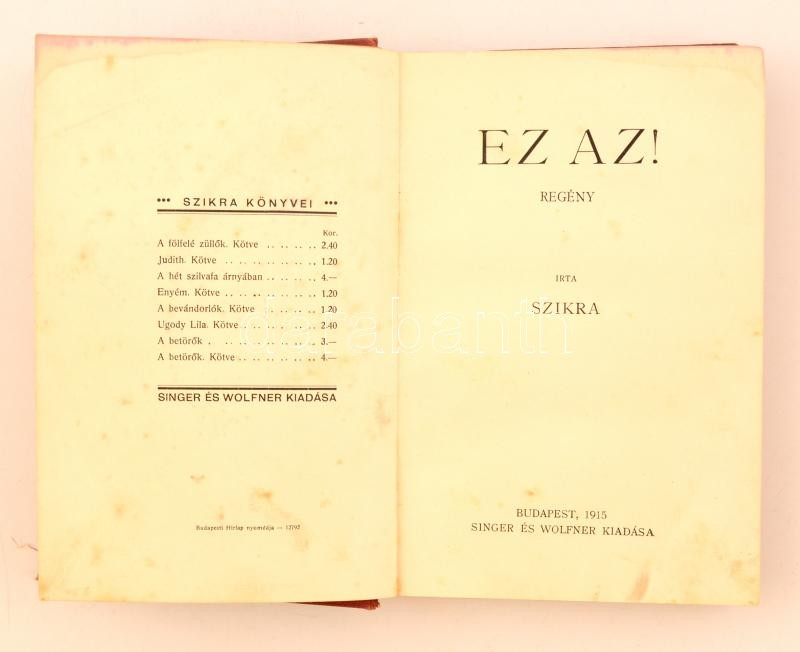 ••• SZIKRA KÖNYVEI •••
Kor.
A fölfelé züllők. Kötve .. .. .. .. 2.40
Judith. Kötve .. .. .. .. .. .. 1.20
A hét szilvafa árnyában .. .. .. .. 4.—
Enyém. Kötve .. .. .. .. .. .. 1.20
A bevándorlók. Kötve .. .. .. .. 1.20
Ugody Lila. Kötve .. .. .. .. .. 2.40
A betörők . .. .. .. .. .. .. 3.—
A betörők. Kötve .. .. .. .. .. 4.—
SINGER ÉS WOLFNER KIADÁSA
Budapesti Hírlap nyomdája — 12792
EZ AZ!
REGÉNY
IRTA
SZIKRA
BUDAPEST, 1915
SINGER ÉS WOLFNER KIADÁSA
darabanth